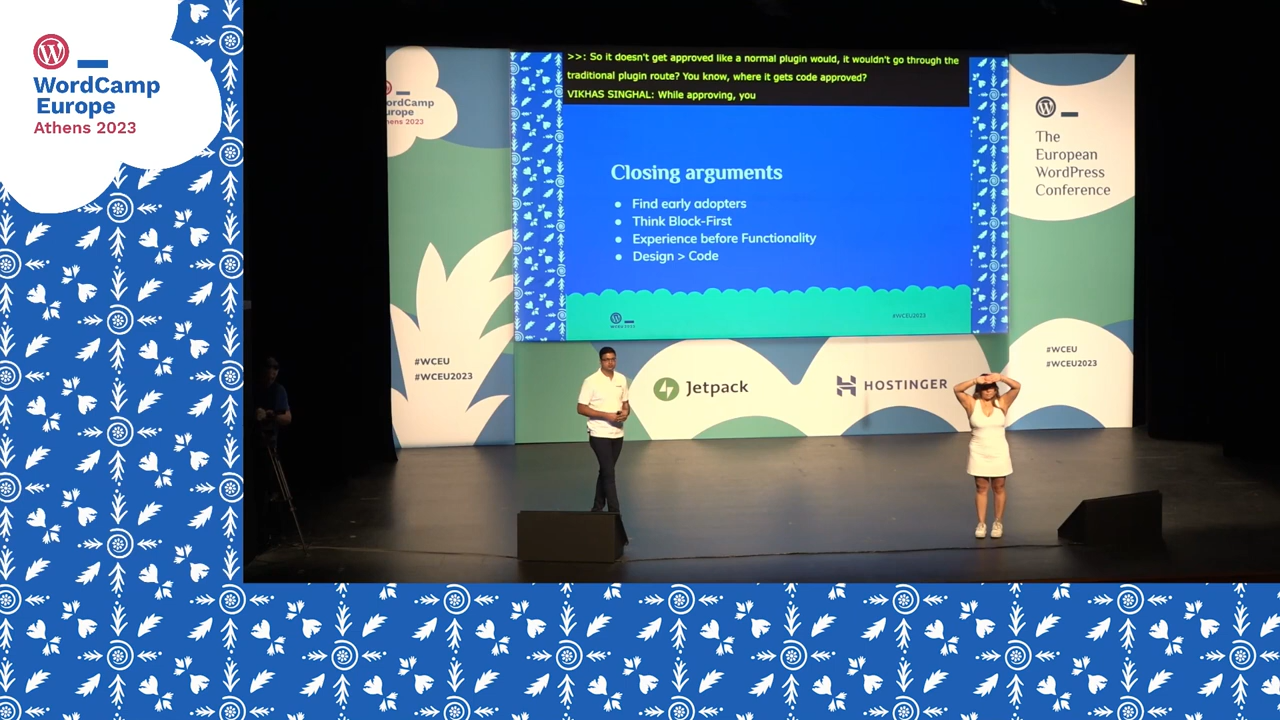 WordCamp
Europe
Athens 2023
>>: So it doesn't get approved like a normal plugin would, it wouldn't go through the
traditional plugin route? You know, where it gets code approved?
VIKHAS SINGHAL: While approving, you
ordCamp
urope
hens 2023
Closing arguments
● Find early adopters
● Think Block-First
● Experience before Functionality
● Design > Code
#WCEU2023
The
European
WordPress
Conference
#WCEU
#WCEU2023
#WCEU
#WCEU2023
Jetpack
HOSTINGER